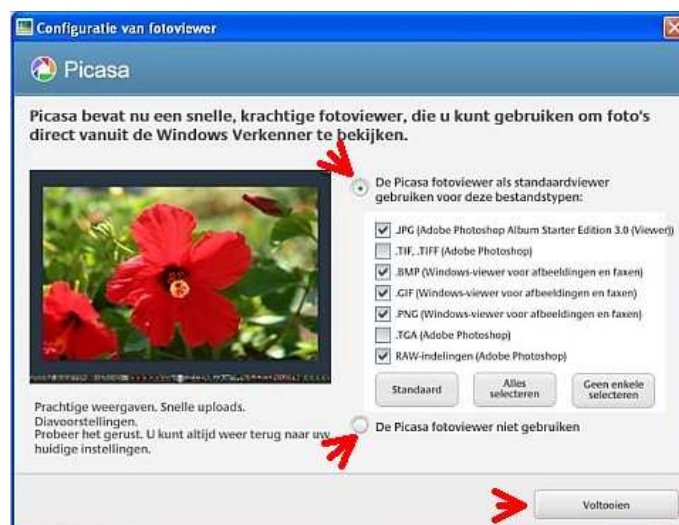 Configuratie van fotoviewer
Picasa
Picasa bevat nu een snelle, krachtige fotoviewer, die u kunt gebruiken om foto's
direct vanuit de Windows Verkenner te bekijken.
De Picasa fotoviewer als standaardviewer
gebruiken voor deze bestandstypen:
.JPG (Adobe Photoshop Album Starter Edition 3.0 (Viewer))
.TIF, .TIFF (Adobe Photoshop)
.BMP (Windows-viewer voor afbeeldingen en faxen)
.GIF (Windows-viewer voor afbeeldingen en faxen)
.PNG (Windows-viewer voor afbeeldingen en faxen)
.TGA (Adobe Photoshop)
RAW-indelingen (Adobe Photoshop)
Standaard
Alles
selecteren
Geen enkele
selecteren
Prachtige weergaven. Snelle uploads.
Diavoorstellingen.
Probeer het gerust. U kunt altijd weer terug naar uw
huidige instellingen.
De Picasa fotoviewer niet gebruiken
Voltooien